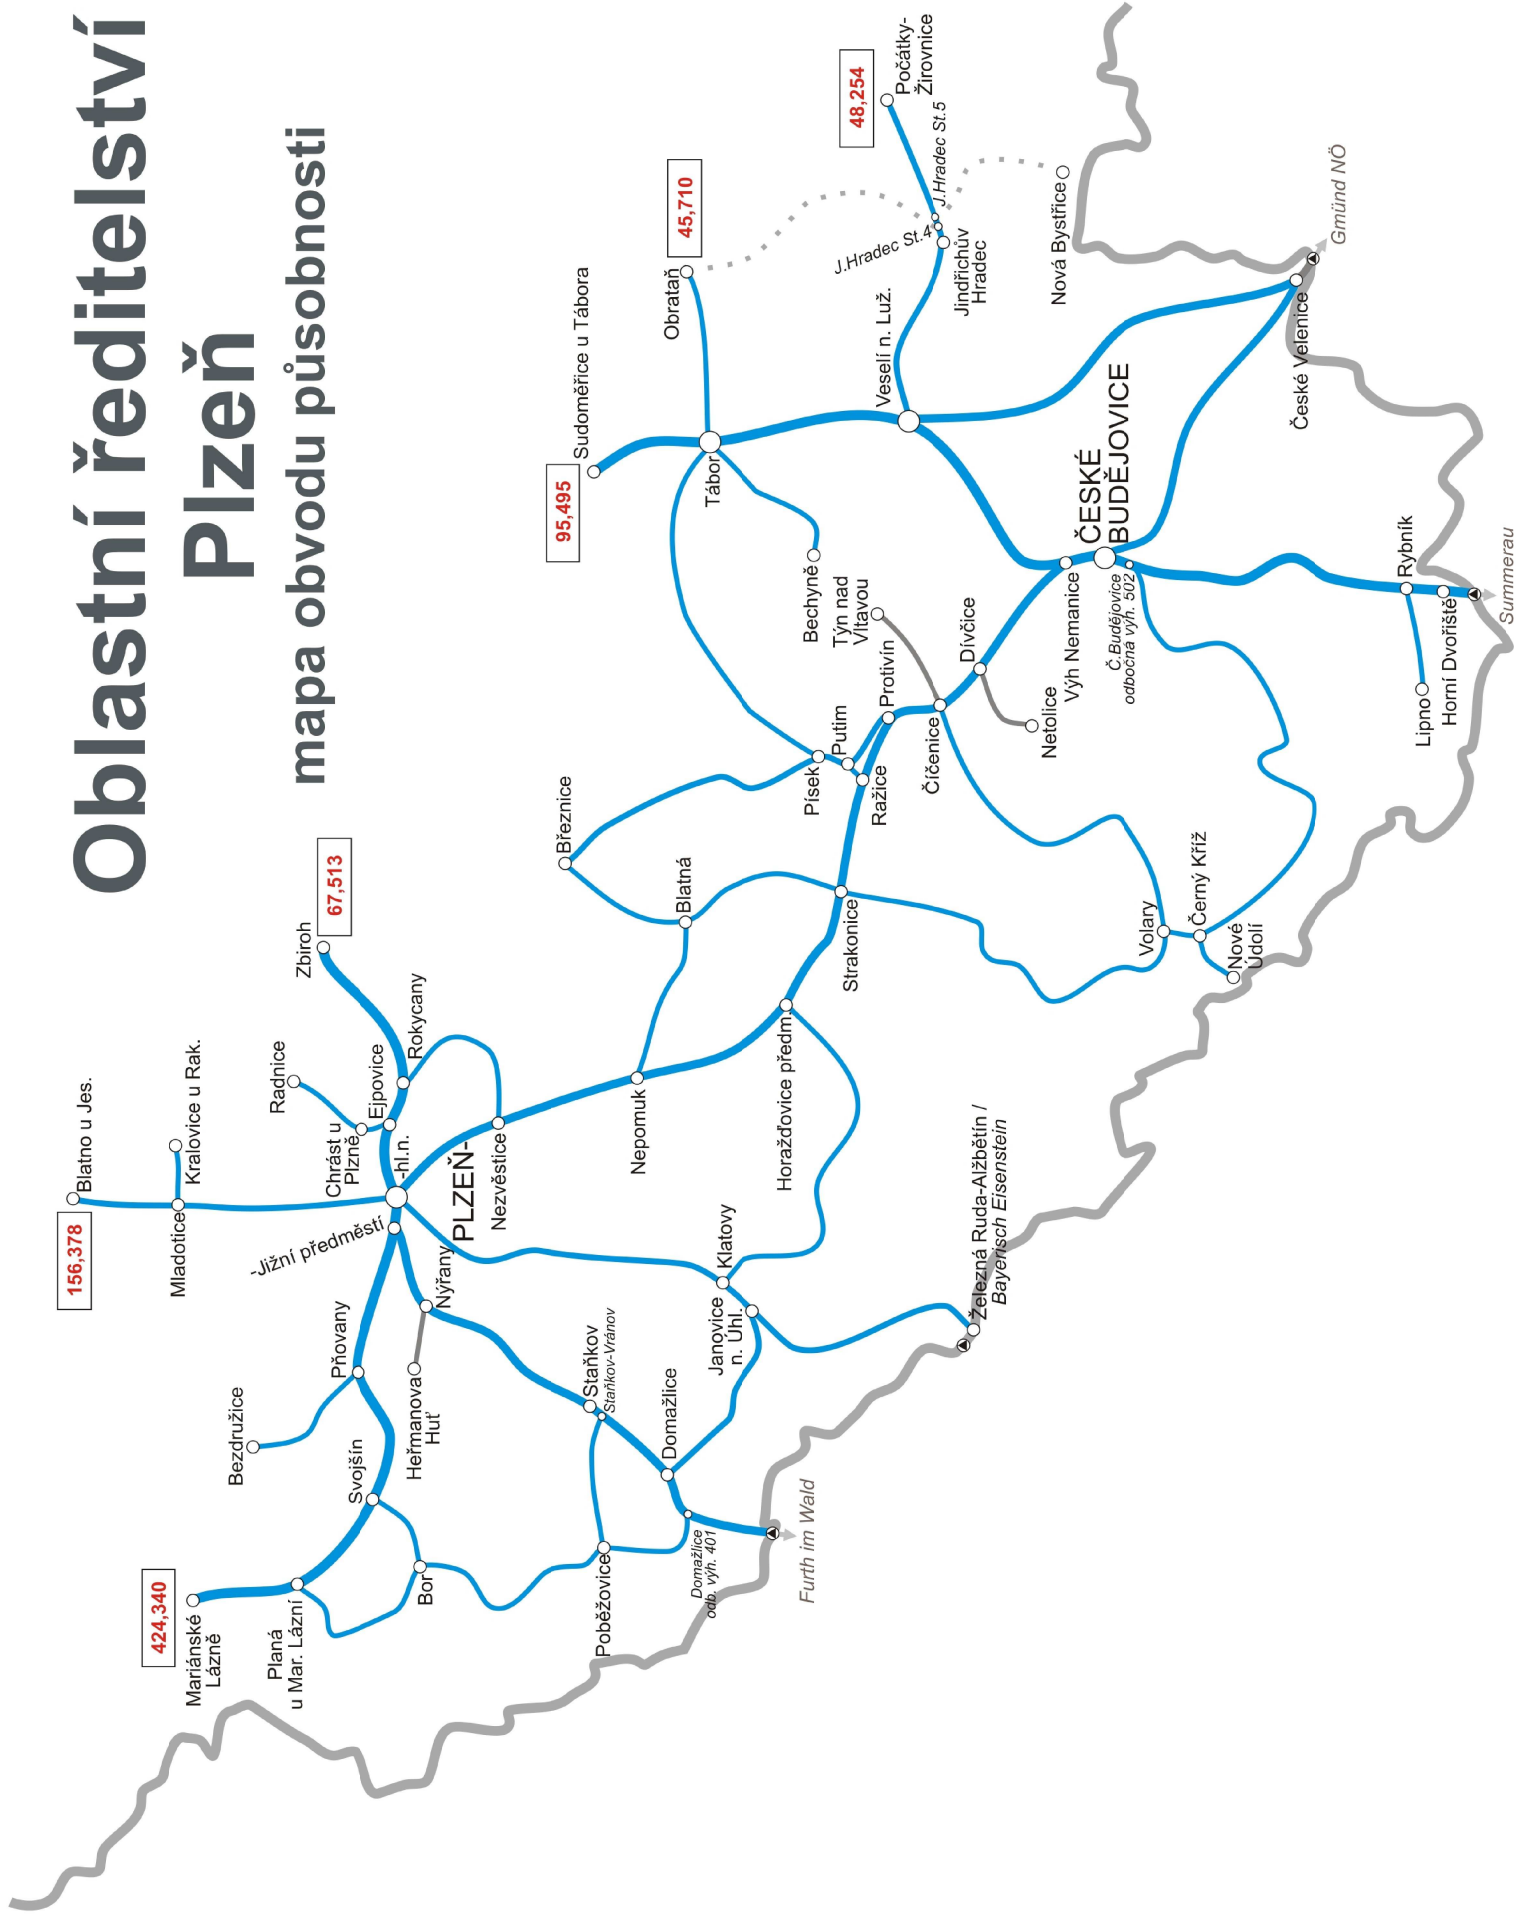 Oblastní ředitelství
Plzeň
mapa obvodu působnosti
424,340
Mariánské
Lázně
Planá
u Mar. Lázní
Bor
Svojšín
Bezdružice
Pňovany
Heřmanova
Huť
Nýřany
Poběžovice
Domažlice
odb. výh. 401
Furth im Wald
Domažlice
Staňkov
Staňkov-Vránov
156,378
Blatno u Jes.
Mladotice
Kralovice u Rak.
-Jižní předměstí
PLZEŇ-
-hl.n.
Chrást u
Plzně
Radnice
Ejpovice
Rokycany
Zbiroh
67,513
Nezvěstice
Nepomuk
Klatovy
Janovice
n. Úhl.
Železná Ruda-Alžbětín /
Bayerisch Eisenstein
Horažďovice předm.
Blatná
Březnice
Strakonice
Volary
Černý Kříž
Nové
Údolí
Písek
Putim
Ražice
Protivín
Číčenice
Týn nad
Vltavou
Netolice
Dívčice
Bechyně
95,495
Sudoměřice u Tábora
Tábor
Obrataň
45,710
Veselí n. Luž.
J.Hradec St.4
J.Hradec St.5
Jindřichův
Hradec
48,254
Počátky-
Žirovnice
Nová Bystřice
Výh Nemanice
ČESKÉ
BUDĚJOVICE
Č.Budějovice
odbočná výh. 502
České Velenice
Gmünd NÖ
Rybník
Lipno
Horní Dvořiště
Summerau